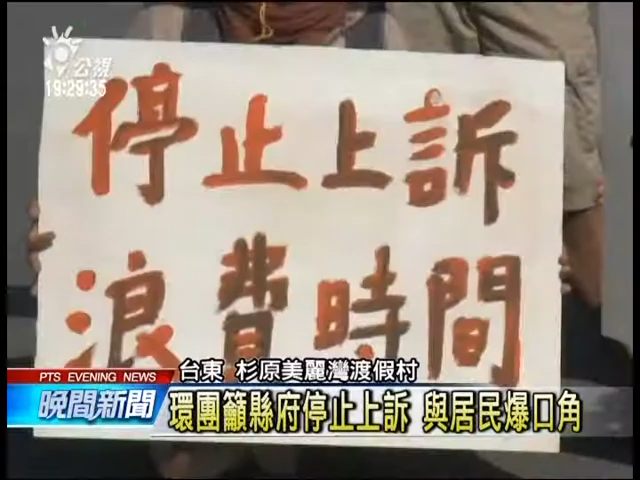 公視
19:29:35
停止上訴
浪費時間
台東 杉原美麗灣渡假村
PTS EVENING NEWS
晚間新聞
環團籲縣府停止上訴 與居民爆口角